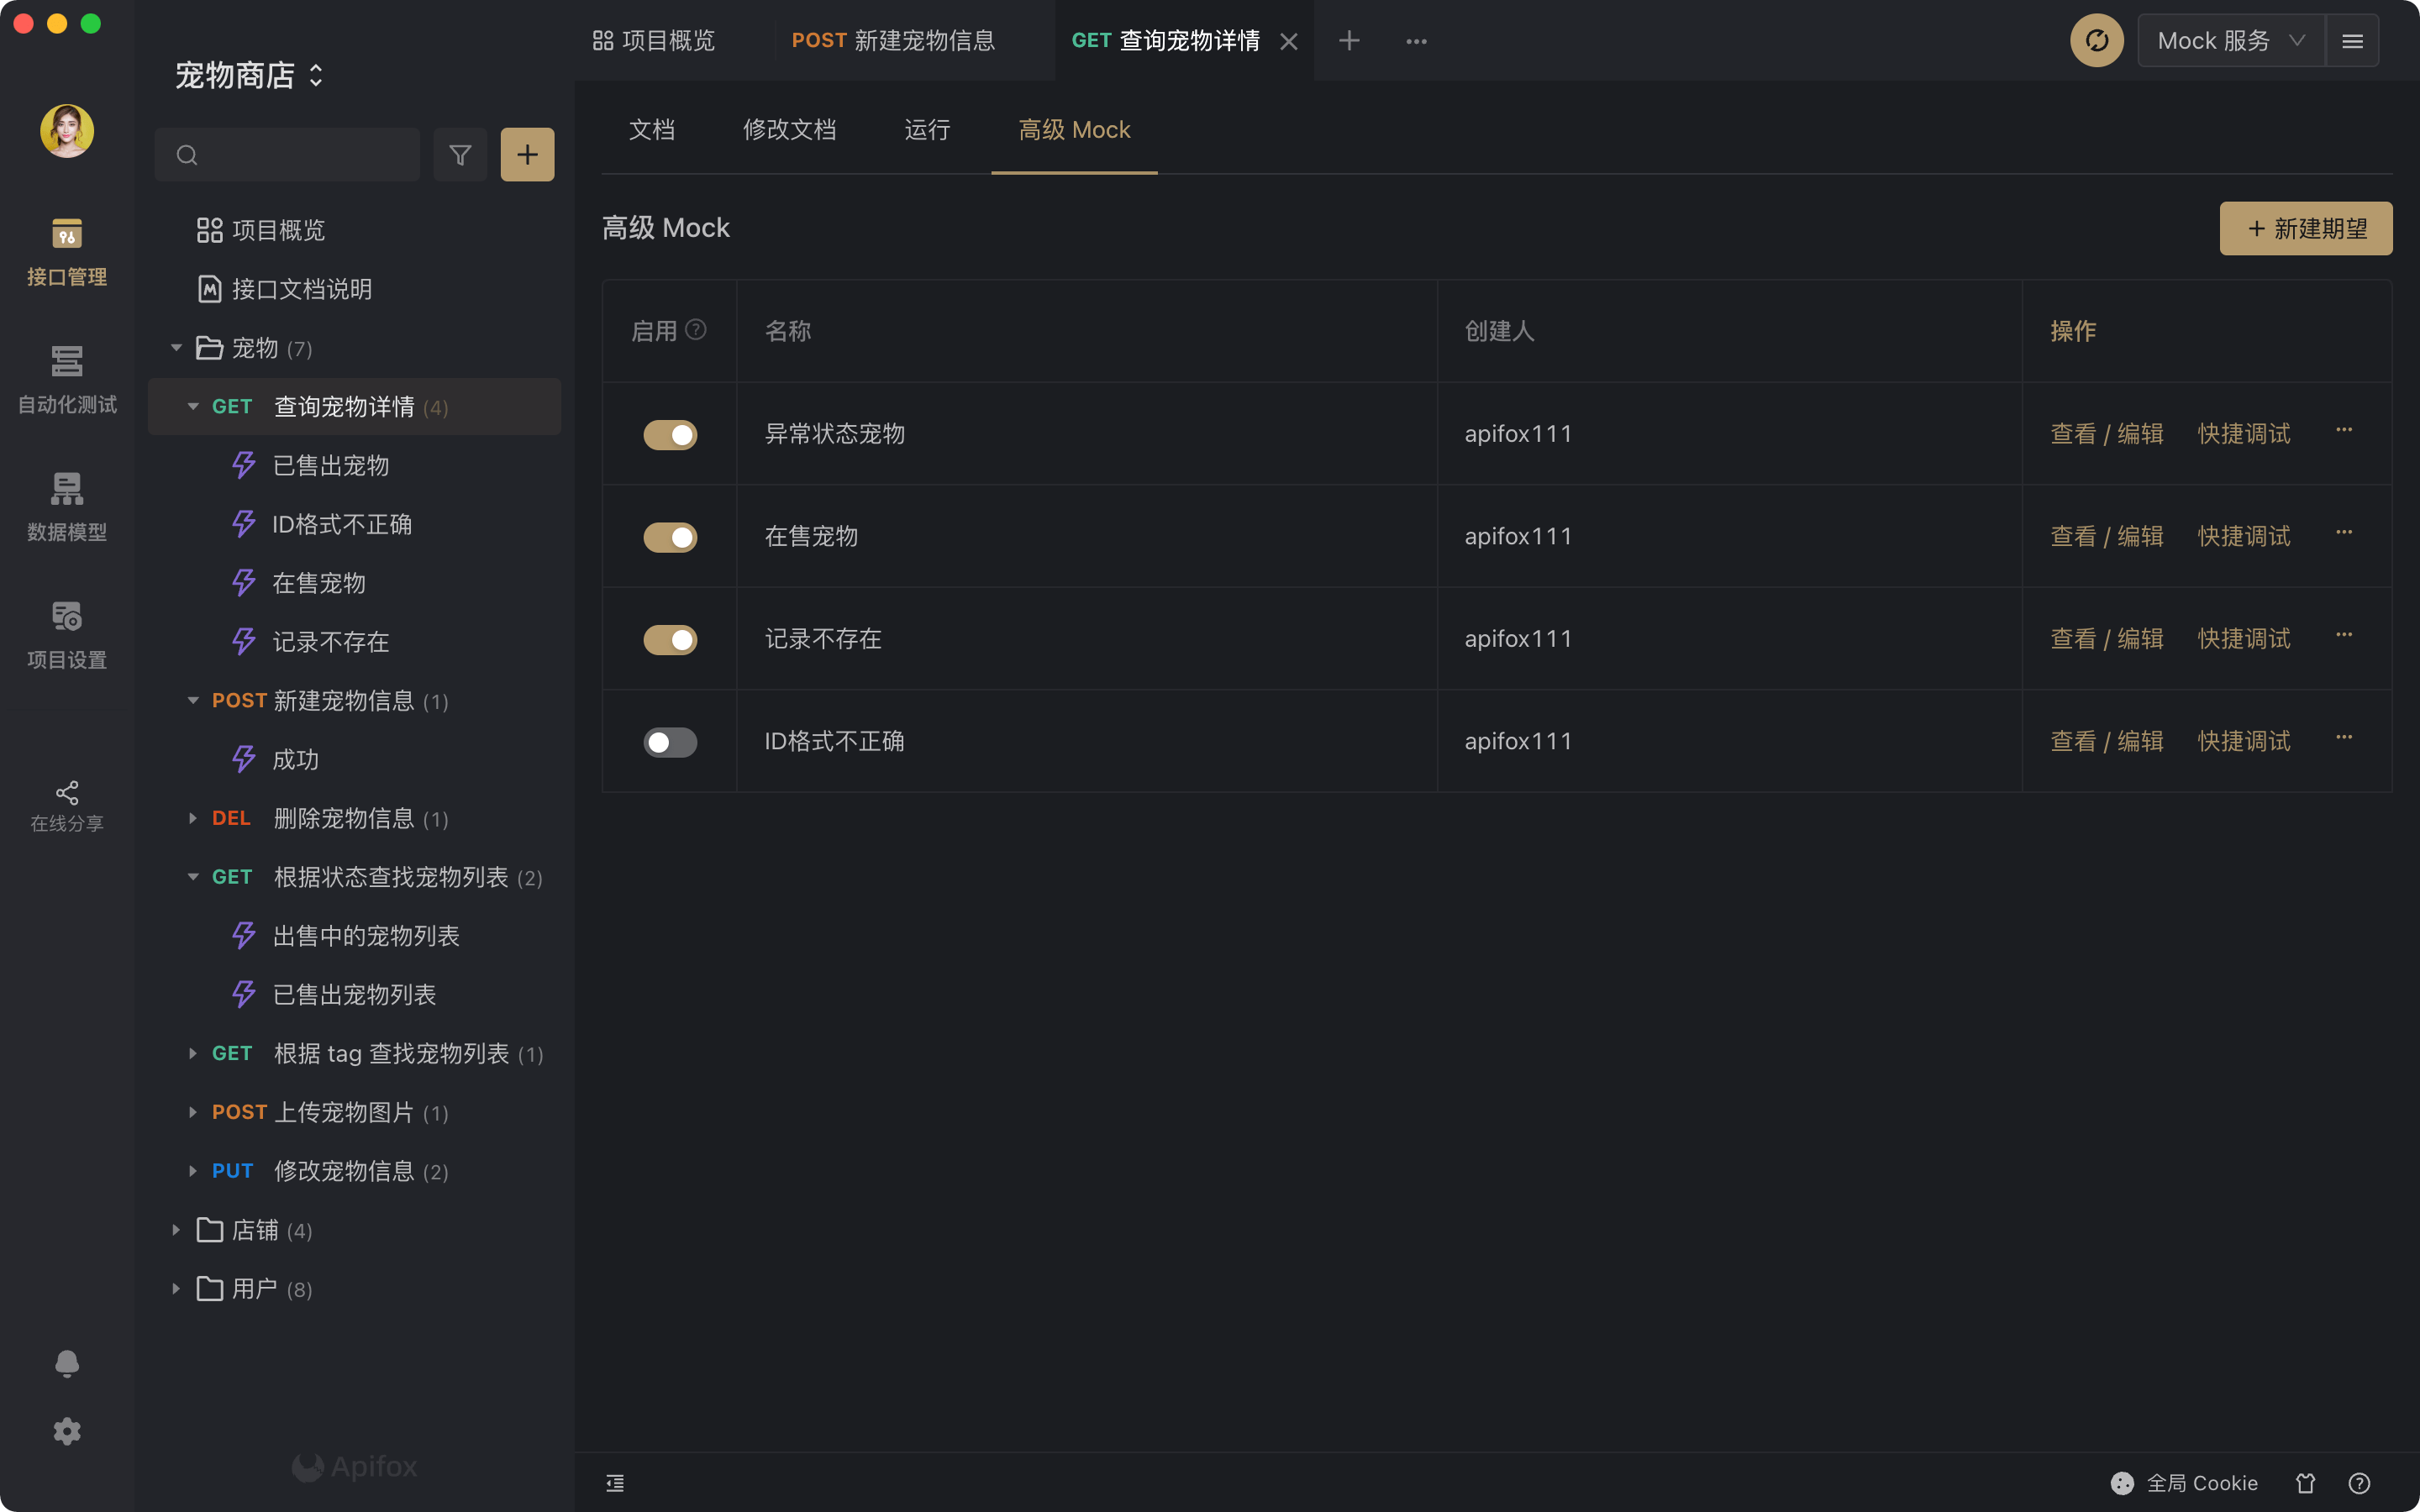 项目概览
POST 新建宠物信息
GET 查询宠物详情
Mock 服务
宠物商店
接口管理
自动化测试
数据模型
项目设置
在线分享
项目概览
接口文档说明
宠物 (7)
GET 查询宠物详情 (4)
已售出宠物
ID格式不正确
在售宠物
记录不存在
POST 新建宠物信息 (1)
成功
DEL 删除宠物信息 (1)
GET 根据状态查找宠物列表 (2)
出售中的宠物列表
已售出宠物列表
GET 根据 tag 查找宠物列表 (1)
POST 上传宠物图片 (1)
PUT 修改宠物信息 (2)
店铺 (4)
用户 (8)
Apifox
文档 修改文档 运行 高级 Mock
高级 Mock
+ 新建期望
启用 名称 创建人 操作
异常状态宠物 apifox111 查看 / 编辑 快捷调试 ···
在售宠物 apifox111 查看 / 编辑 快捷调试 ···
记录不存在 apifox111 查看 / 编辑 快捷调试 ···
ID格式不正确 apifox111 查看 / 编辑 快捷调试 ···
全局 Cookie